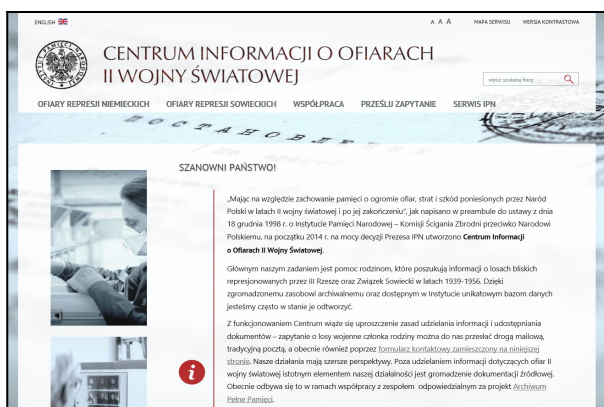 ENGLISH
A A A MAPA SERWISU WERSJA KONTRASTOWA
INSTYTUT PAMIĘCI NARODOWEJ
CENTRUM INFORMACJI O OFIARACH
II WOJNY ŚWIATOWEJ
wpisz szukaną frazę
OFIARY REPRESJI NIEMIECKICH OFIARY REPRESJI SOWIECKICH WSPÓŁPRACA PRZEŚLIJ ZAPYTANIE SERWIS IPN
SZANOWNI PAŃSTWO!
„Mając na względzie zachowanie pamięci o ogromie ofiar, strat i szkód poniesionych przez Naród
Polski w latach II wojny światowej i po jej zakończeniu", jak napisano w preambule do ustawy z dnia
18 grudnia 1998 r. o Instytucie Pamięci Narodowej – Komisji Ścigania Zbrodni przeciwko Narodowi
Polskiemu, na początku 2014 r. na mocy decyzji Prezesa IPN utworzono Centrum Informacji
o Ofiarach II Wojny Światowej.
Głównym naszym zadaniem jest pomoc rodzinom, które poszukują informacji o losach bliskich
represjonowanych przez III Rzeszę oraz Związek Sowiecki w latach 1939-1956. Dzięki
zgromadzonemu zasobowi archiwalnemu oraz dostępnym w Instytucie unikatowym bazom danych
jesteśmy często w stanie je odtworzyć.
Z funkcjonowaniem Centrum wiąże się uproszczenie zasad udzielania informacji i udostępniania
dokumentów – zapytanie o losy wojenne członka rodziny można do nas przesłać drogą mailową,
tradycyjną pocztą, a obecnie również poprzez formularz kontaktowy zamieszczony na niniejszej
stronie. Nasze działania mają szersze perspektywy. Poza udzielaniem informacji dotyczących ofiar II
wojny światowej istotnym elementem naszej działalności jest gromadzenie dokumentacji źródłowej.
Obecnie odbywa się to w ramach współpracy z zespołem odpowiedzialnym za projekt Archiwum
Pełne Pamięci.